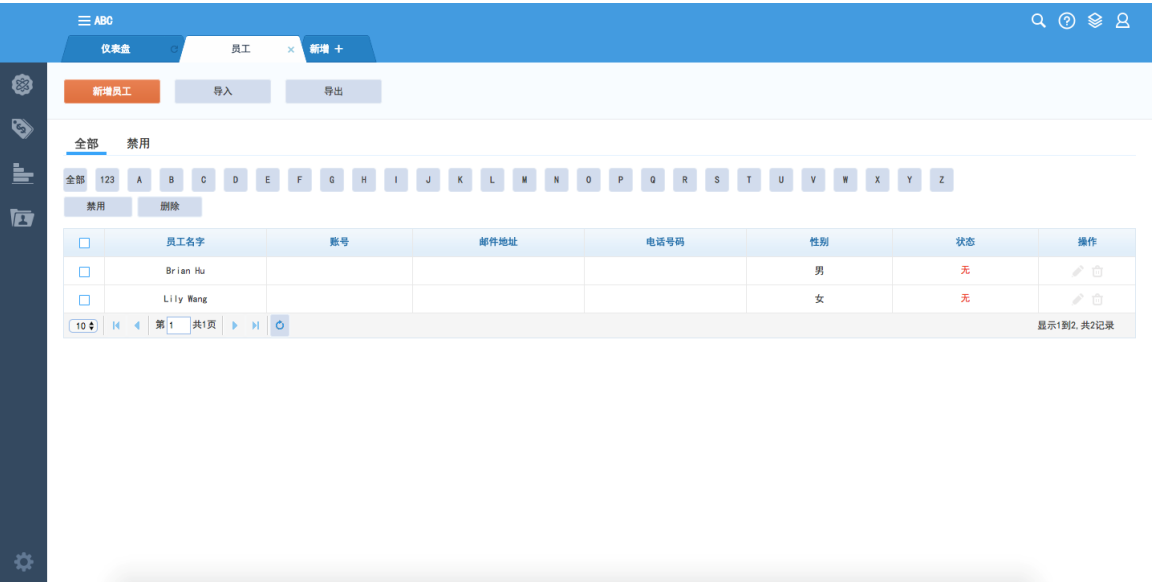 ABC
仪表盘 员工 × 新增 +
新增员工 导入 导出
全部 禁用
全部 123 A B C D E F G H I J K L M N O P Q R S T U V W X Y Z
禁用 删除
员工名字 账号 邮件地址 电话号码 性别 状态 操作
Brian Hu 男 无
Lily Wang 女 无
10 第 1 共1页 显示1到2,共2记录